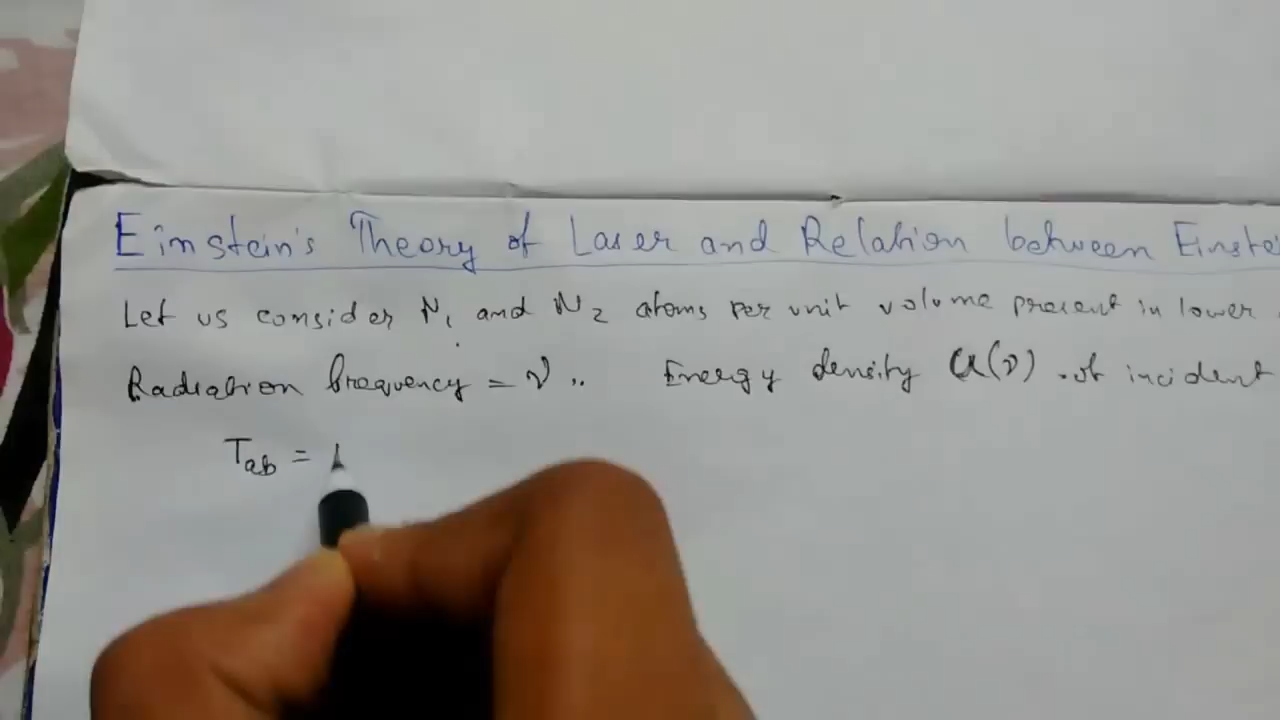 Einstein's Theory of Laser and Relation between Einste
Let us consider N₁ and N₂ atoms per unit volume present in lower
Radiation frequency = ν .. Energy density u(ν) of incident
T_ab =